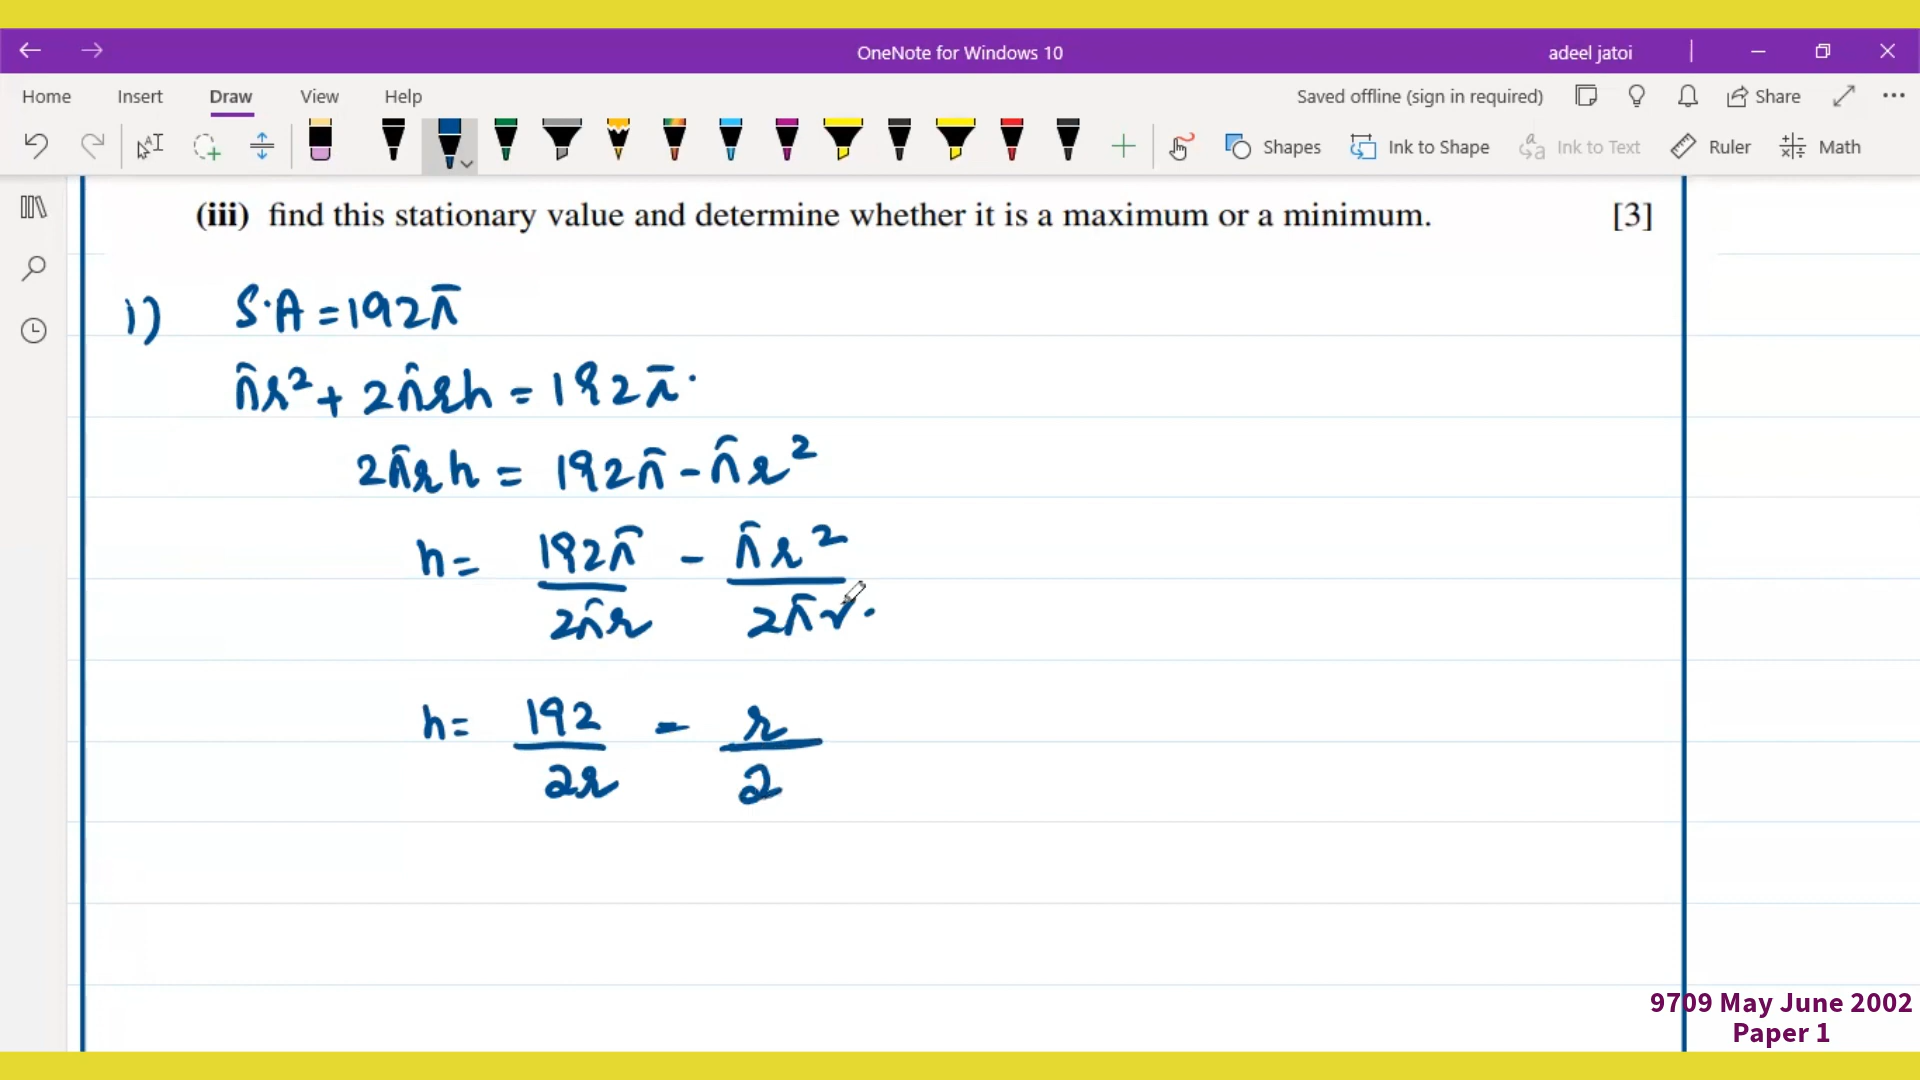 OneNote for Windows 10
adeel jatoi
Home Insert Draw View Help
Saved offline (sign in required)
Share
Shapes
Ink to Shape
Ink to Text
Ruler
Math
(iii) find this stationary value and determine whether it is a maximum or a minimum. [3]
1) S.A = 192π
πr² + 2πrh = 192π
2πrh = 192π - πr²
h = 192π/2πr - πr²/2πr
h = 192/2r - r/2
9709 May June 2002
Paper 1